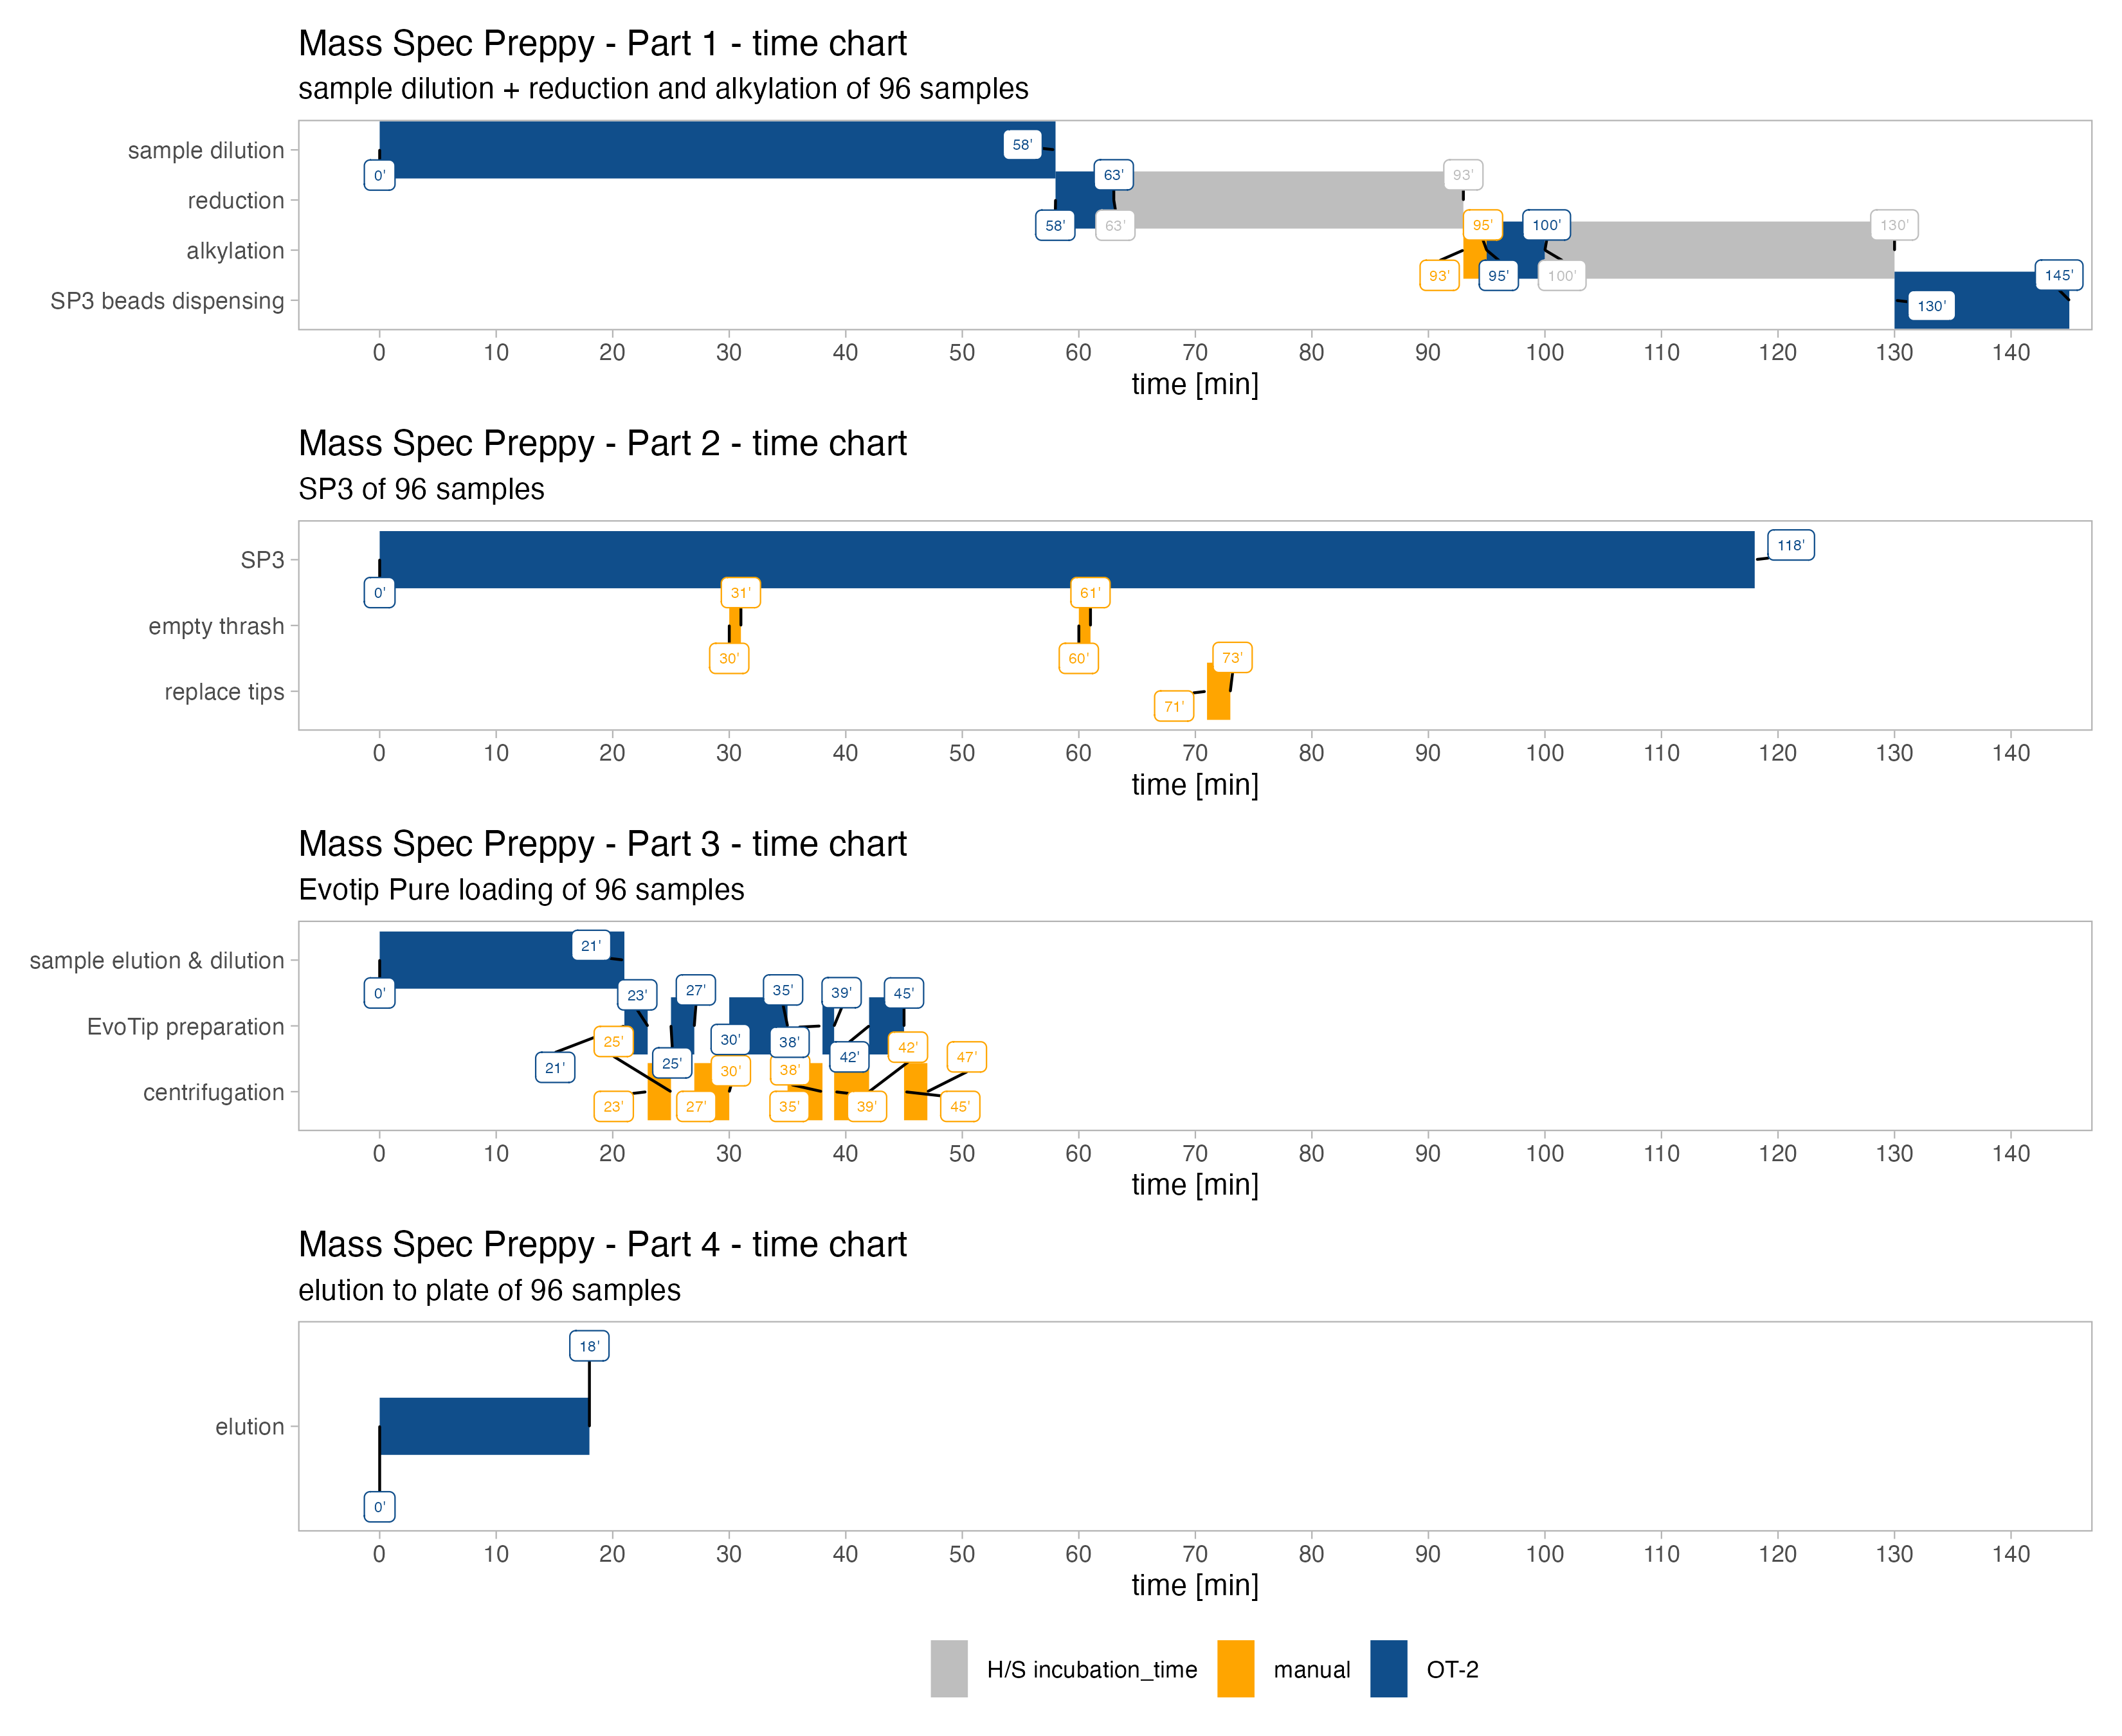 Mass Spec Preppy - Part 1 - time chart
sample dilution + reduction and alkylation of 96 samples
sample dilution
0'
58'
reduction
58'
63'
63'
93'
alkylation
93'
95'
95'
100'
100'
130'
SP3 beads dispensing
130'
145'
0 10 20 30 40 50 60 70 80 90 100 110 120 130 140
time [min]
Mass Spec Preppy - Part 2 - time chart
SP3 of 96 samples
SP3
0'
118'
empty thrash
30'
31'
60'
61'
replace tips
71'
73'
0 10 20 30 40 50 60 70 80 90 100 110 120 130 140
time [min]
Mass Spec Preppy - Part 3 - time chart
Evotip Pure loading of 96 samples
sample elution & dilution
0'
21'
EvoTip preparation
21'
23'
25'
27'
30'
35'
38'
39'
42'
45'
centrifugation
23'
25'
27'
30'
35'
38'
39'
42'
45'
47'
0 10 20 30 40 50 60 70 80 90 100 110 120 130 140
time [min]
Mass Spec Preppy - Part 4 - time chart
elution to plate of 96 samples
elution
0'
18'
0 10 20 30 40 50 60 70 80 90 100 110 120 130 140
time [min]
H/S incubation_time
manual
OT-2